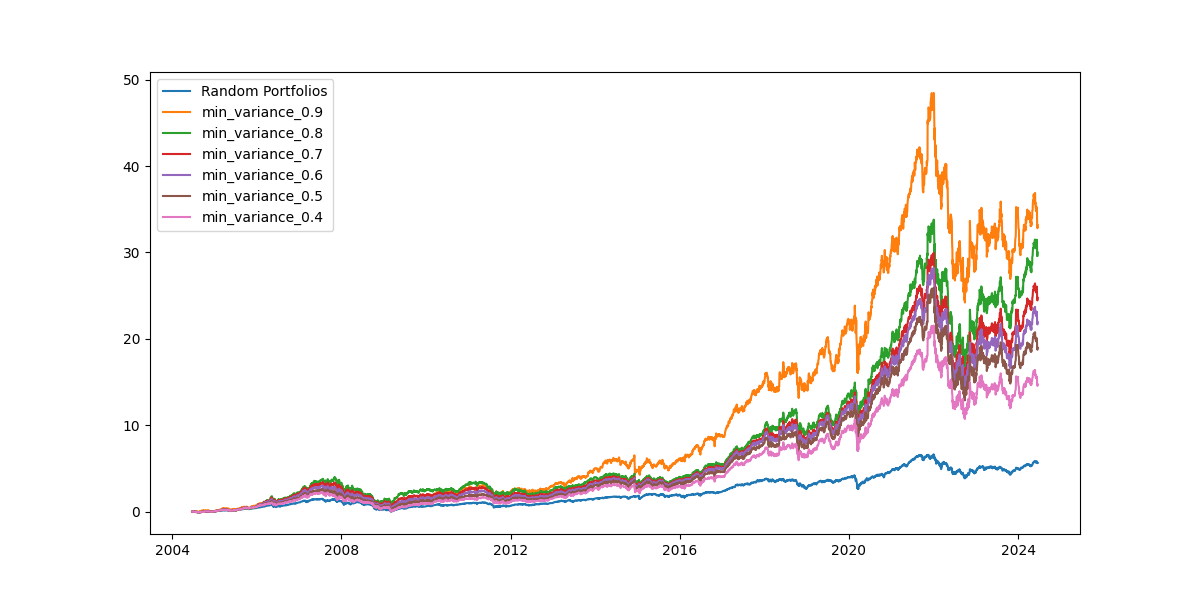 50
40
30
20
10
0
Random Portfolios
min_variance_0.9
min_variance_0.8
min_variance_0.7
min_variance_0.6
min_variance_0.5
min_variance_0.4
2004
2008
2012
2016
2020
2024